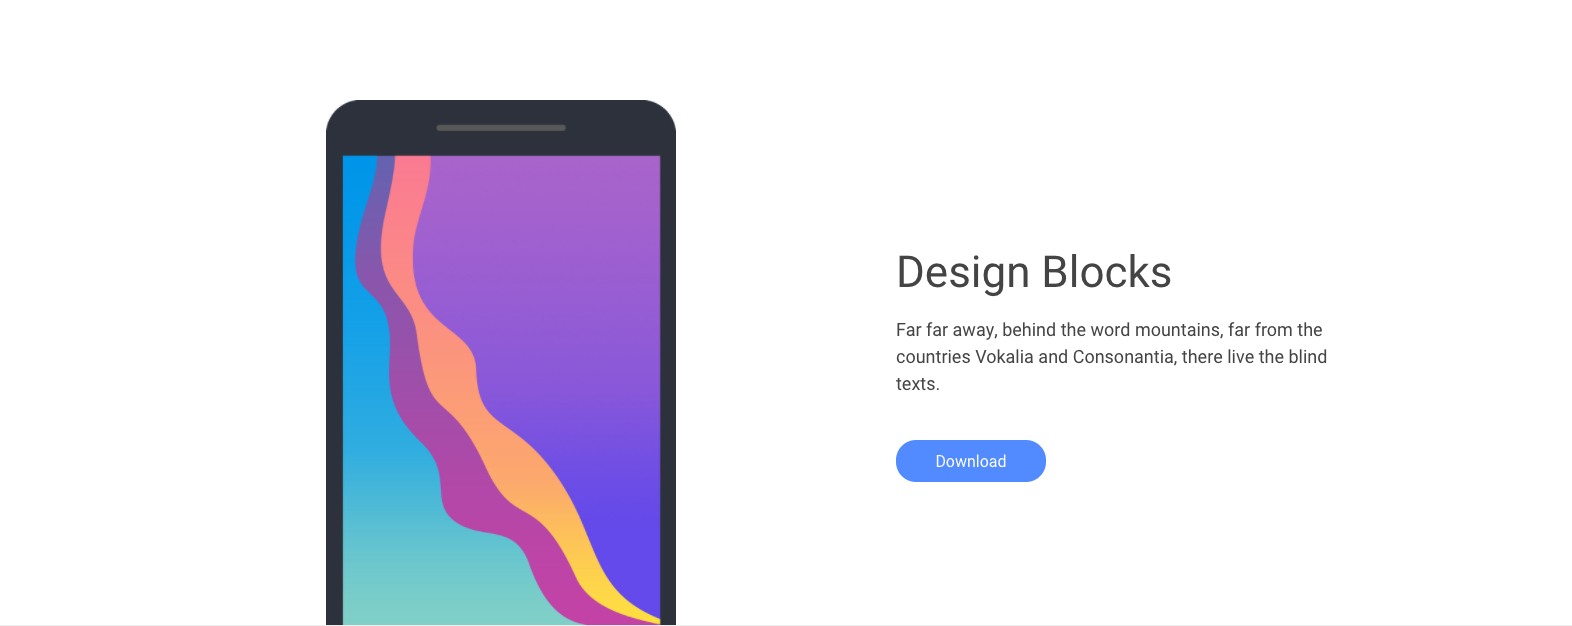 Design Blocks
Far far away, behind the word mountains, far from the
countries Vokalia and Consonantia, there live the blind
texts.
Download